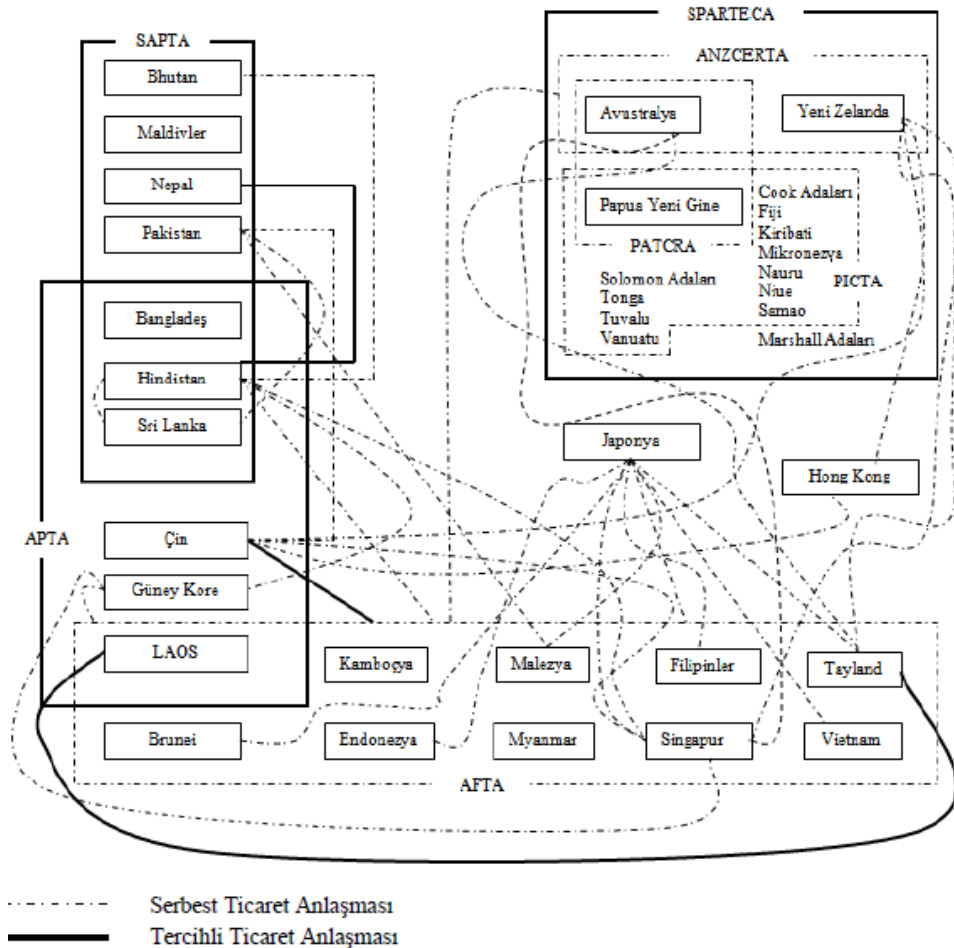 SAPTA
Bhutan
Maldivler
Nepal
Pakistan
Bangladeş
Hindistan
Sri Lanka
APTA
Çin
Güney Kore
LAOS
SPARTECA
ANZCERTA
Avustralya
Yeni Zelanda
Papua Yeni Gine
PATCRA
Solomon Adaları
Tonga
Tuvalu
Vanuatu
Cook Adaları
Fiji
Kiribati
Mikronezya
Nauru
Niue
Samao
PICTA
Marshall Adaları
Japonya
Hong Kong
Kamboçya
Malezya
Filipinler
Tayland
Brunei
Endonezya
Myanmar
Singapur
Vietnam
AFTA
Serbest Ticaret Anlaşması
Tercihli Ticaret Anlaşması